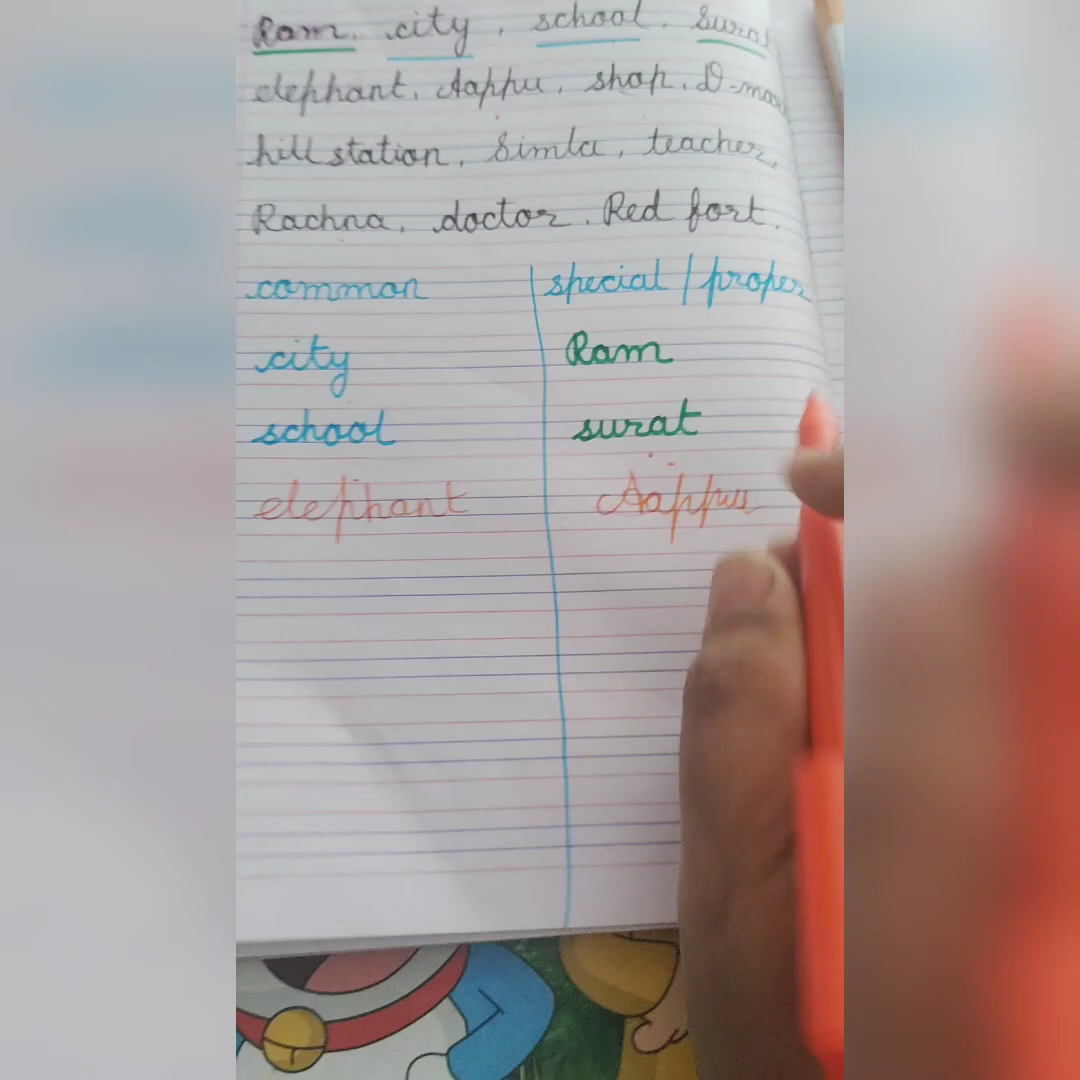 Ram. city, school. Surat
elephant. Aappu, shop. D-mar
hill station, Simla, teacher,
Rachna, doctor. Red fort,
common special / proper
city Ram
school surat
elephant Aappu